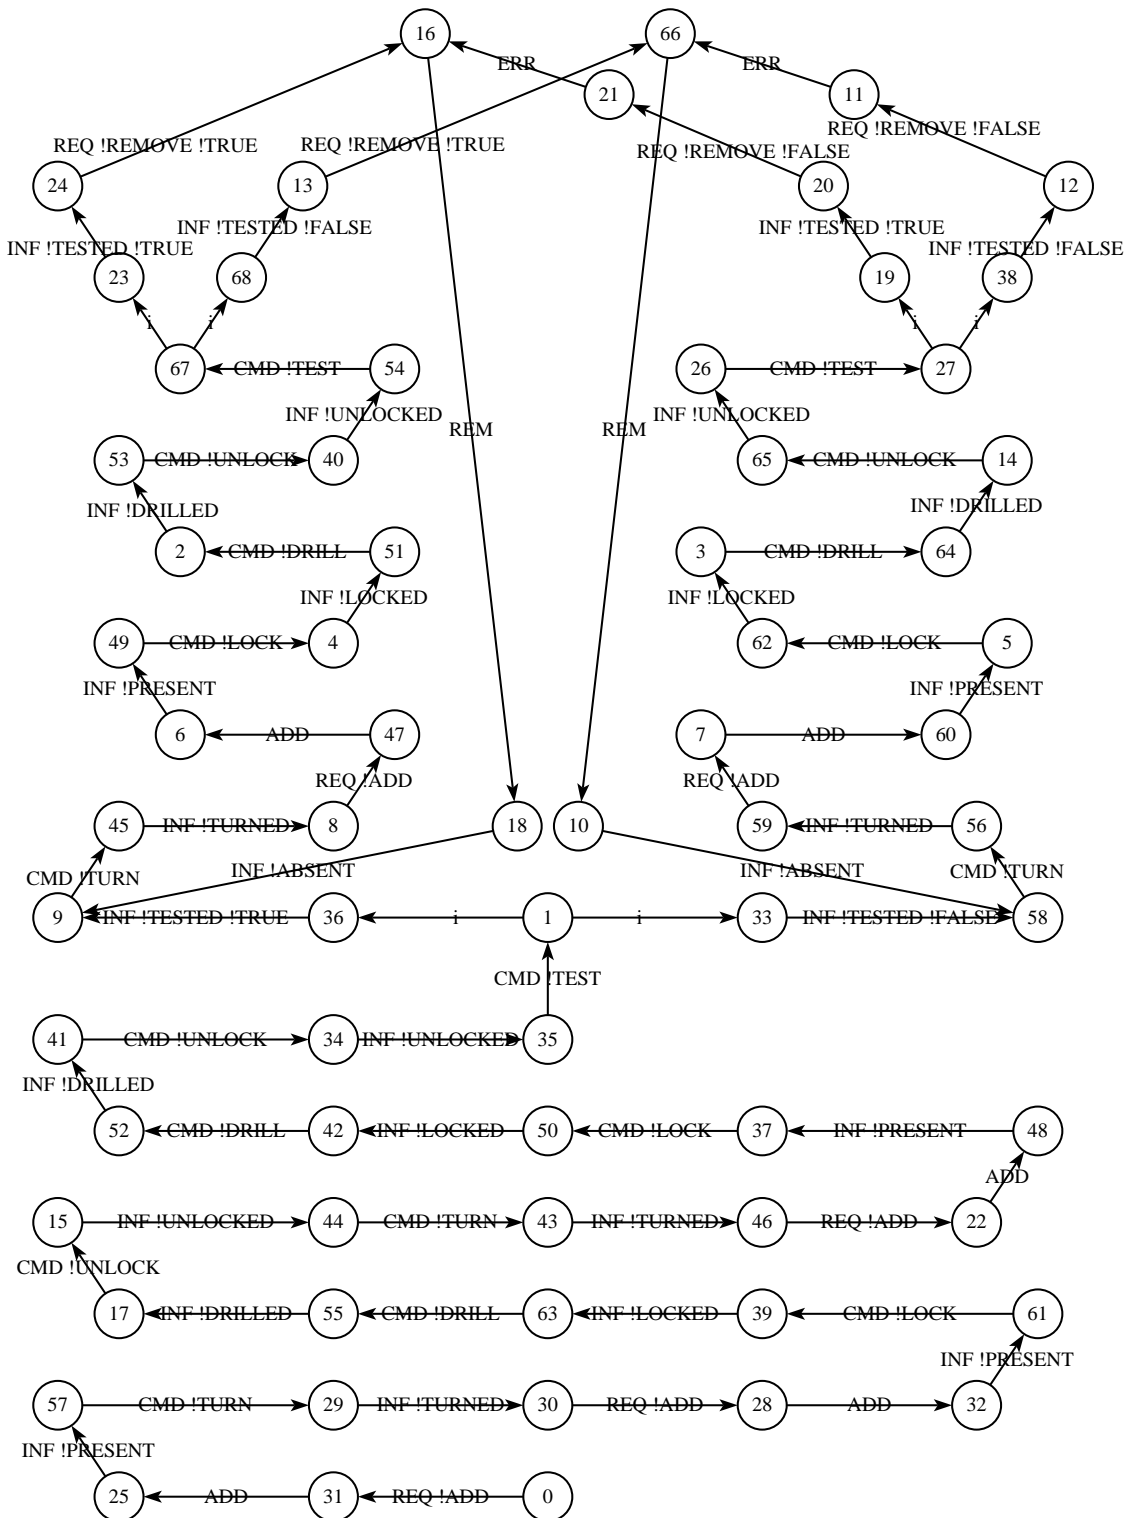 16 66
ERR ERR
21 11
REQ !REMOVE !FALSE
REQ !REMOVE !TRUE REQ !REMOVE !TRUE REQ !REMOVE !FALSE
24 13 20 12
INF !TESTED !FALSE INF !TESTED !TRUE
INF !TESTED !TRUE INF !TESTED !FALSE
23 68 19 38
i i i i
67 CMD !TEST 54 26 CMD !TEST 27
INF !UNLOCKED INF !UNLOCKED
REM REM
53 CMD !UNLOCK 40 65 CMD !UNLOCK 14
INF !DRILLED INF !DRILLED
2 CMD !DRILL 51 3 CMD !DRILL 64
INF !LOCKED INF !LOCKED
49 CMD !LOCK 4 62 CMD !LOCK 5
INF !PRESENT INF !PRESENT
6 ADD 47 7 ADD 60
REQ !ADD REQ !ADD
45 INF !TURNED 8 18 10 59 INF !TURNED 56
CMD !TURN INF !ABSENT INF !ABSENT CMD !TURN
9 INF !TESTED !TRUE 36 i 1 i 33 INF !TESTED !FALSE 58
CMD !TEST
41 CMD !UNLOCK 34 INF !UNLOCKED 35
INF !DRILLED
52 CMD !DRILL 42 INF !LOCKED 50 CMD !LOCK 37 INF !PRESENT 48
ADD
15 INF !UNLOCKED 44 CMD !TURN 43 INF !TURNED 46 REQ !ADD 22
CMD !UNLOCK
17 INF !DRILLED 55 CMD !DRILL 63 INF !LOCKED 39 CMD !LOCK 61
INF !PRESENT
57 CMD !TURN 29 INF !TURNED 30 REQ !ADD 28 ADD 32
INF !PRESENT
25 ADD 31 REQ !ADD 0